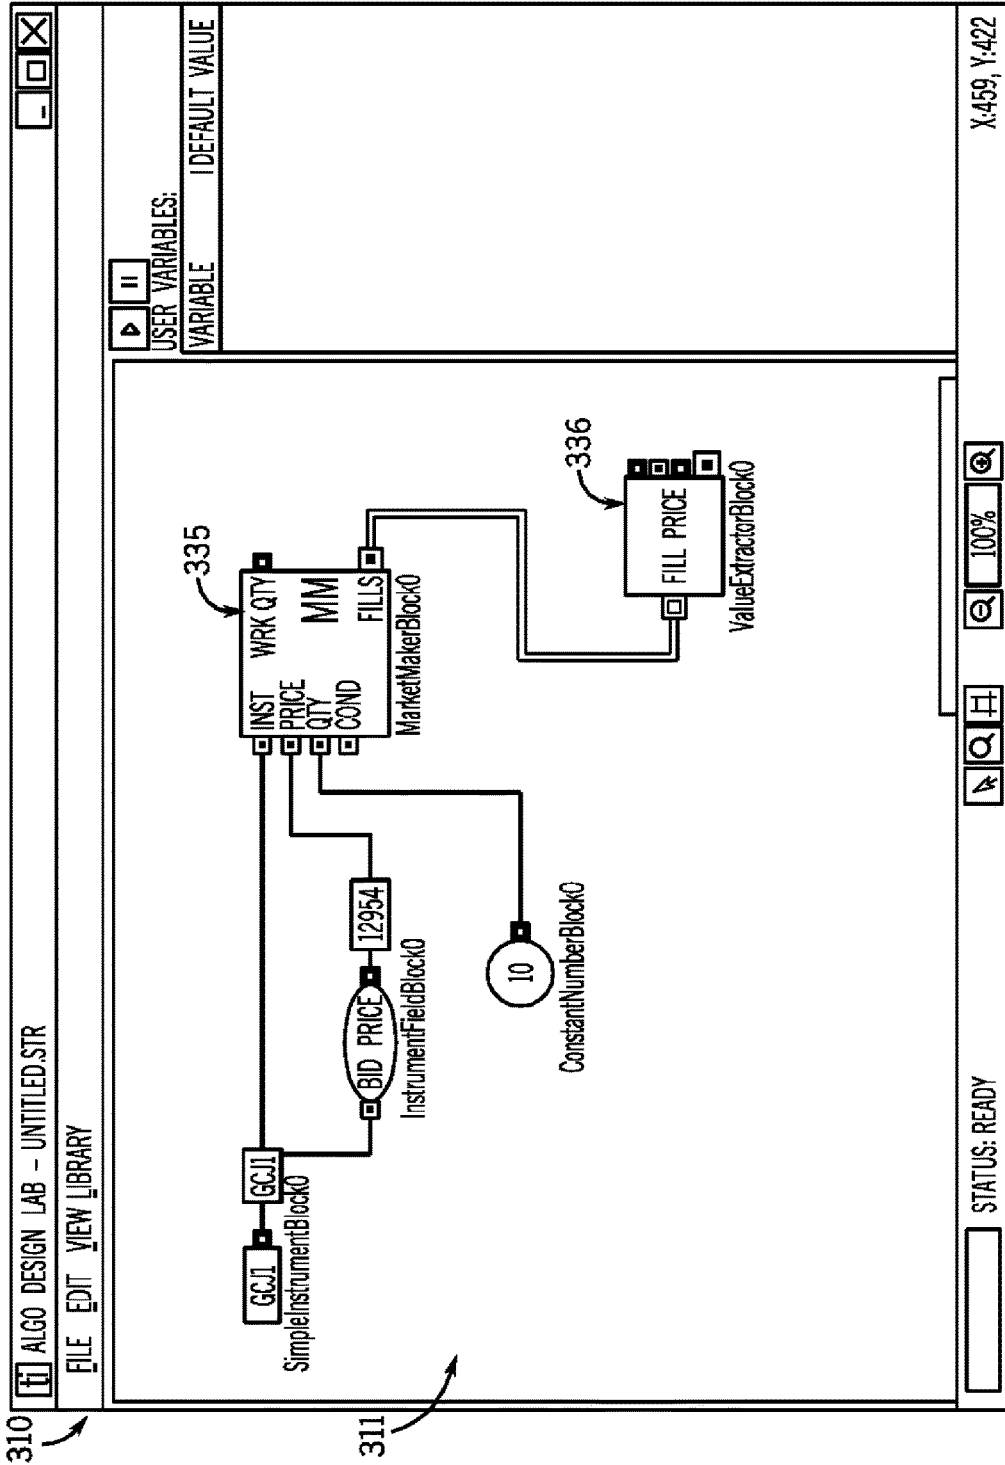 310
ti ALGO DESIGN LAB – UNTITLED.STR
FILE EDIT VIEW LIBRARY
USER VARIABLES:
VARIABLE DEFAULT VALUE
311
GCJ1
GCJ1
SimpleInstrumentBlock0
BID PRICE
12954
InstrumentFieldBlock0
10
ConstantNumberBlock0
335
INST WRK QTY
PRICE
QTY MM
COND FILLS
MarketMakerBlock0
336
FILL PRICE
ValueExtractorBlock0
STATUS: READY
100%
X:459, Y:422